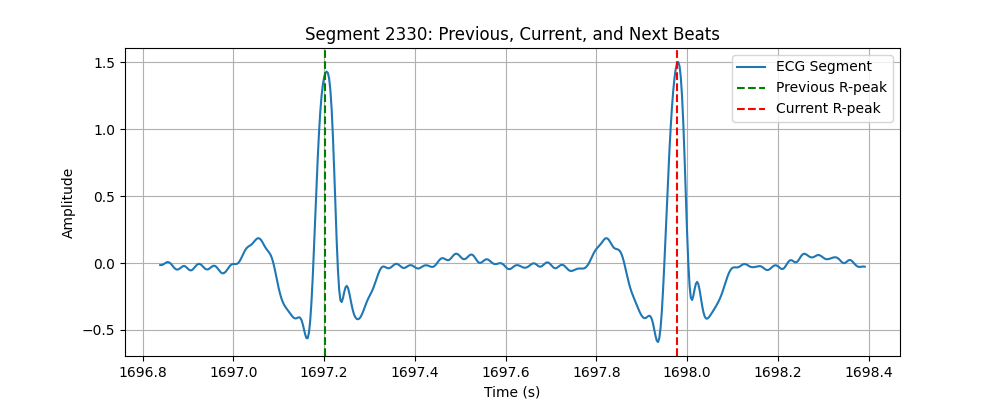 Segment 2330: Previous, Current, and Next Beats
ECG Segment
Previous R-peak
Current R-peak
Amplitude
1.5
1.0
0.5
0.0
−0.5
1696.8 1697.0 1697.2 1697.4 1697.6 1697.8 1698.0 1698.2 1698.4
Time (s)